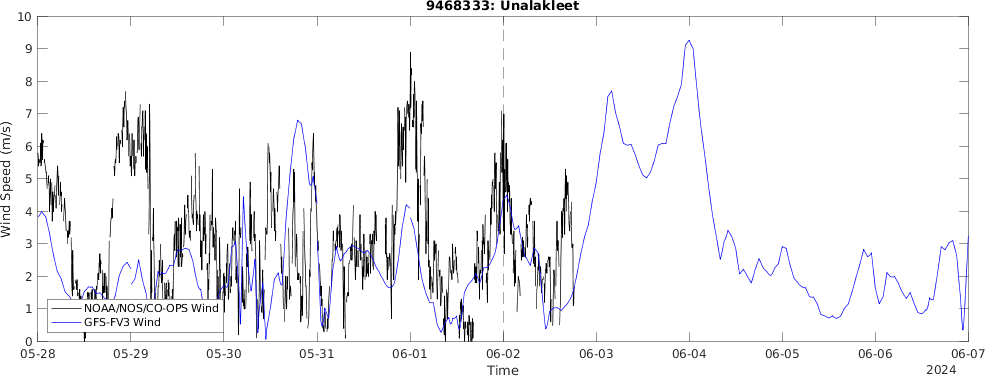 9468333: Unalakleet
Wind Speed (m/s)
10
9
8
7
6
5
4
3
2
1
0
NOAA/NOS/CO-OPS Wind
GFS-FV3 Wind
05-28 05-29 05-30 05-31 06-01 06-02 06-03 06-04 06-05 06-06 06-07
Time
2024